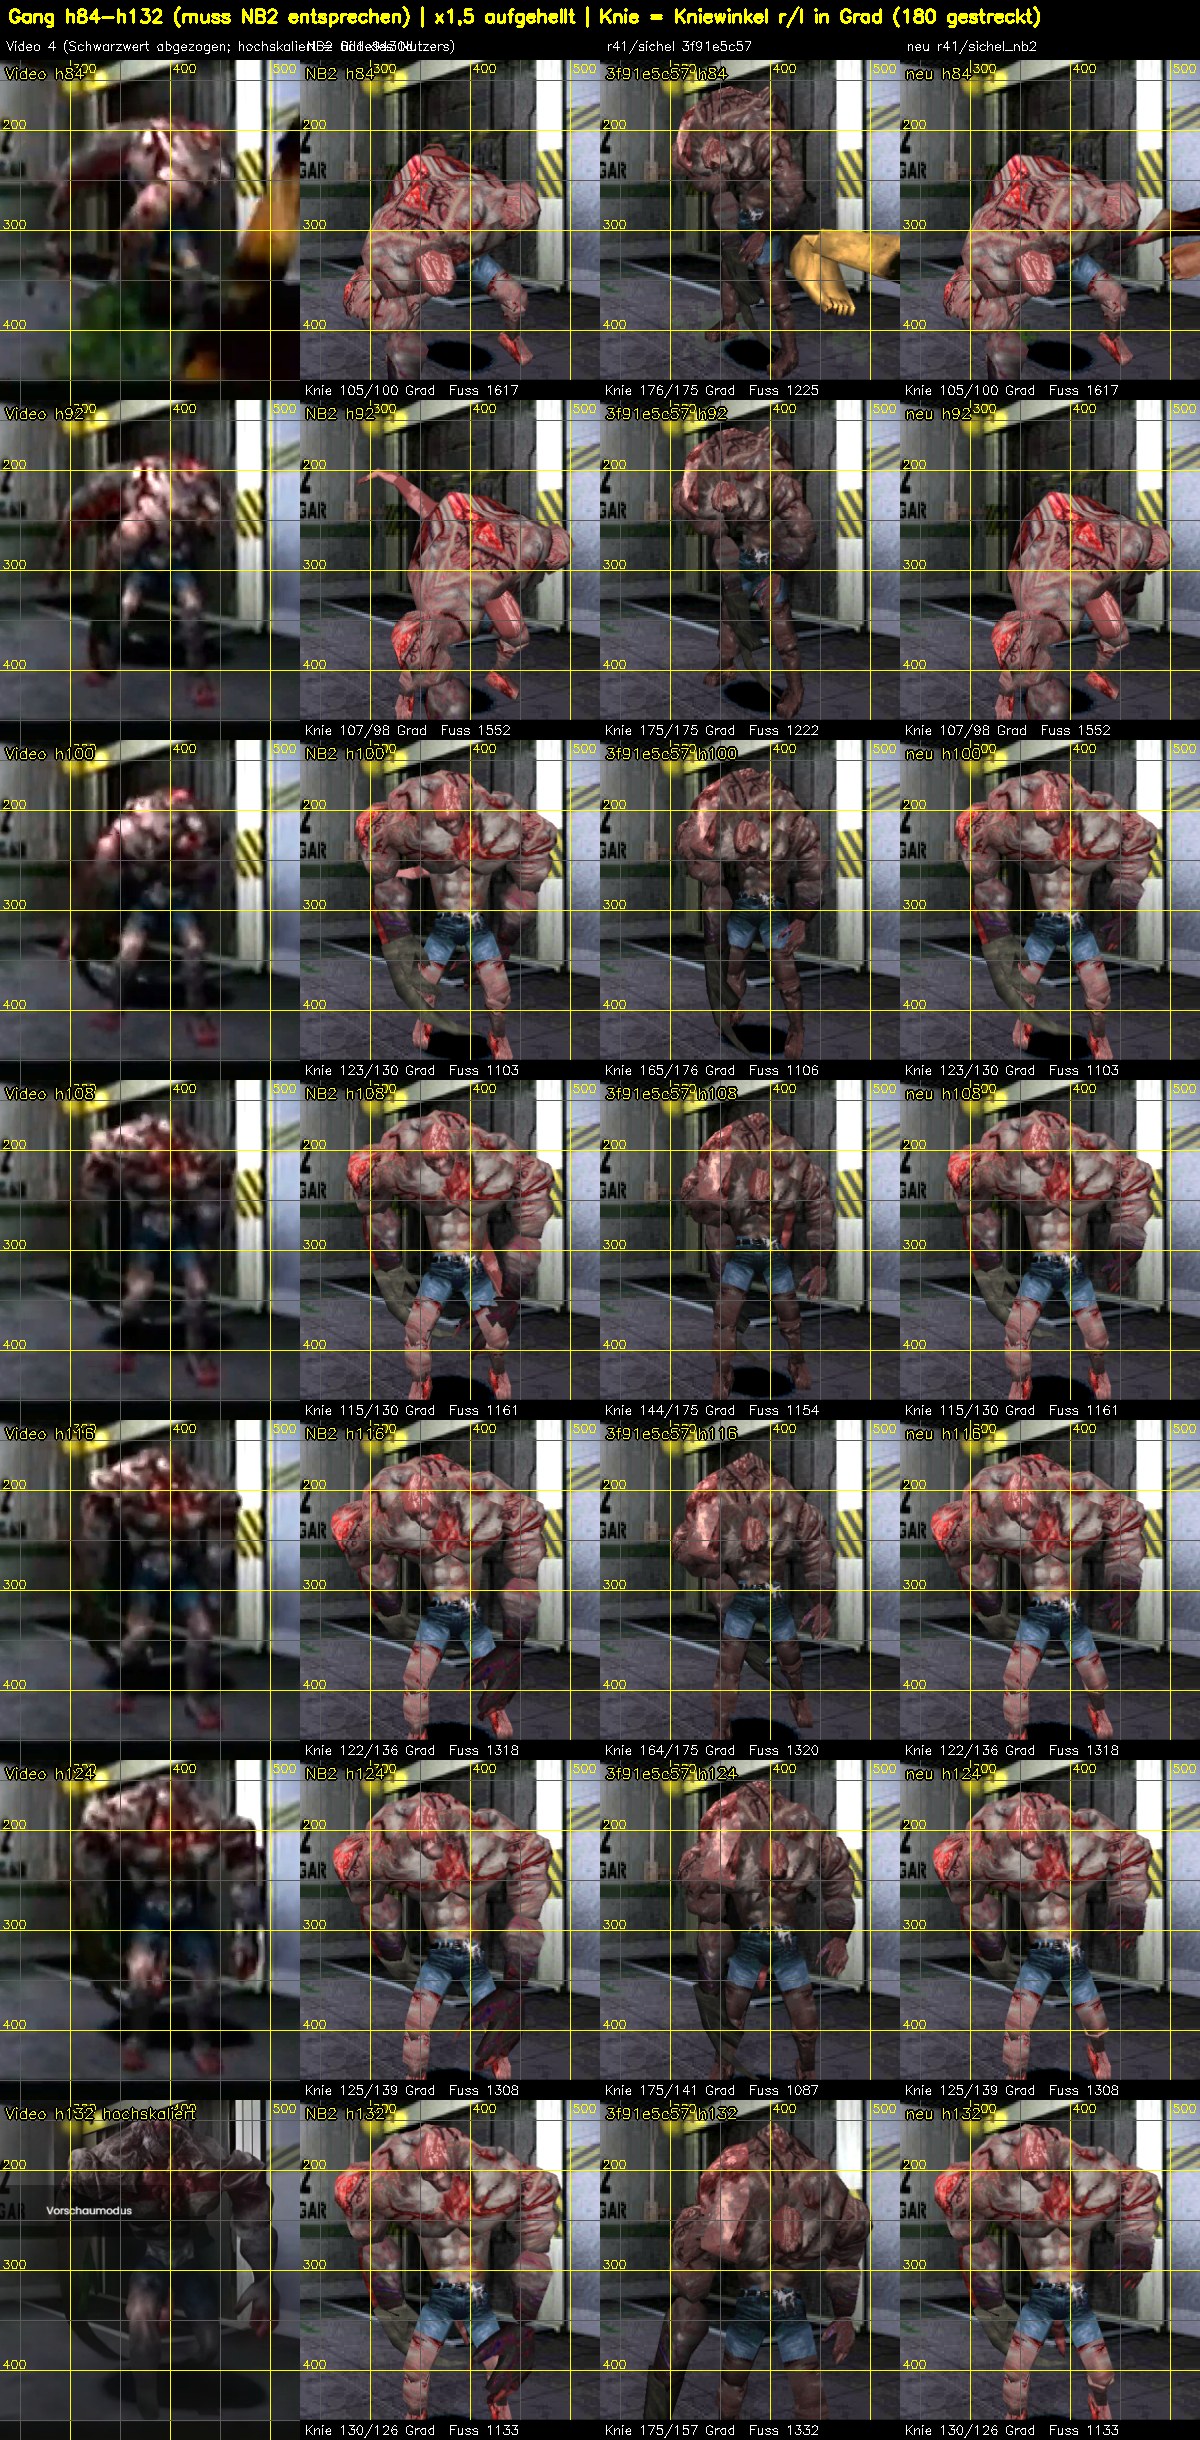 Gang h84-h132 (muss NB2 entsprechen) | x1,5 aufgehellt | Knie = Kniewinkel r/l in Grad (180 gestreckt)
Video 4 (Schwarzwert abgezogen; hochskaliert = Bild des Nutzers)
r41/sichel 3f91e5c57
neu r41/sichel_nb2
Video h84
NB2 h84
3f91e5c57 h84
neu h84
Knie 105/100 Grad Fuss 1617
Knie 176/175 Grad Fuss 1225
Knie 105/100 Grad Fuss 1617
Video h92
NB2 h92
3f91e5c57 h92
neu h92
Knie 107/98 Grad Fuss 1552
Knie 175/175 Grad Fuss 1222
Knie 107/98 Grad Fuss 1552
Video h100
NB2 h100
3f91e5c57 h100
neu h100
Knie 123/130 Grad Fuss 1103
Knie 165/176 Grad Fuss 1106
Knie 123/130 Grad Fuss 1103
Video h108
NB2 h108
3f91e5c57 h108
neu h108
Knie 115/130 Grad Fuss 1161
Knie 144/175 Grad Fuss 1154
Knie 115/130 Grad Fuss 1161
Video h116
NB2 h116
3f91e5c57 h116
neu h116
Knie 122/136 Grad Fuss 1318
Knie 164/175 Grad Fuss 1320
Knie 122/136 Grad Fuss 1318
Video h124
NB2 h124
3f91e5c57 h124
neu h124
Knie 125/139 Grad Fuss 1308
Knie 175/141 Grad Fuss 1087
Knie 125/139 Grad Fuss 1308
Video h132 hochskaliert
NB2 h132
3f91e5c57 h132
neu h132
Vorschaumodus
Knie 130/126 Grad Fuss 1133
Knie 175/157 Grad Fuss 1332
Knie 130/126 Grad Fuss 1133